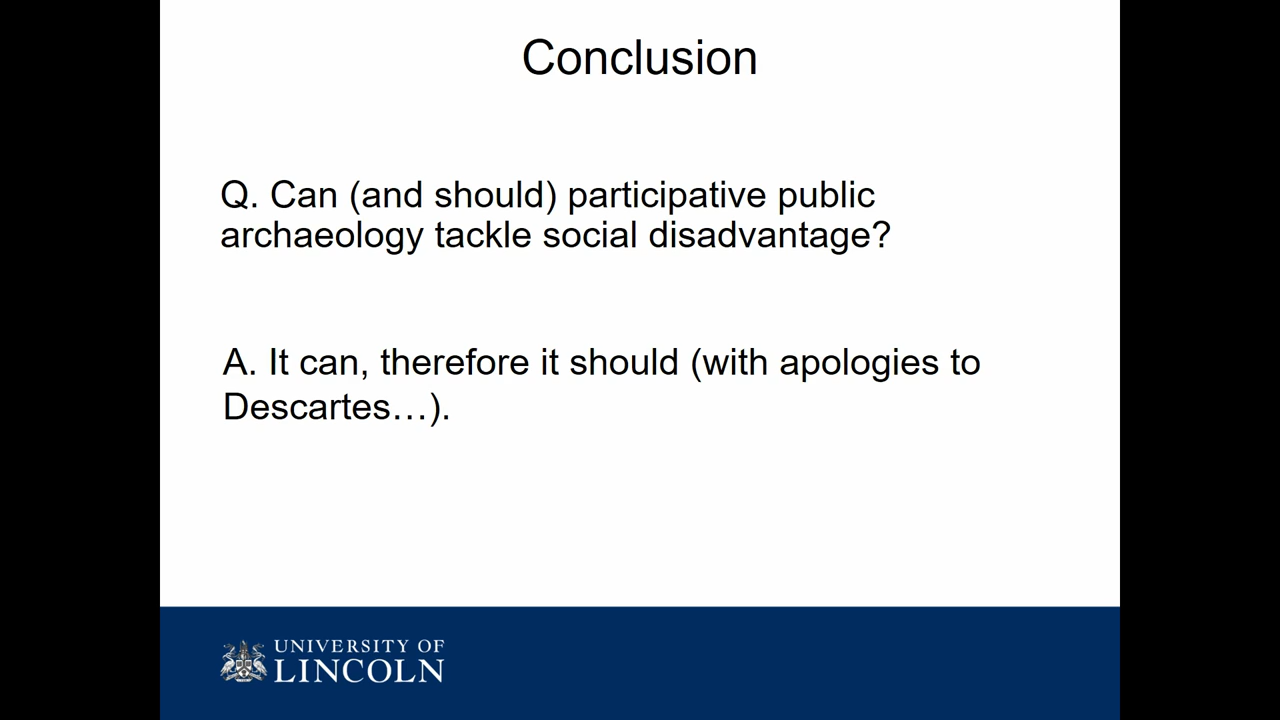 Conclusion
Q. Can (and should) participative public
archaeology tackle social disadvantage?
A. It can, therefore it should (with apologies to
Descartes…).
UNIVERSITY OF
LINCOLN